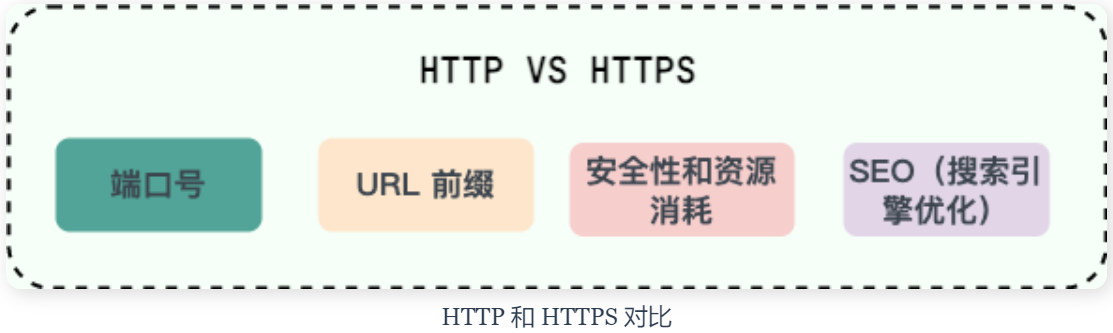 HTTP VS HTTPS
端口号
URL 前缀
安全性和资源
消耗
SEO（搜索引
擎优化）
HTTP 和 HTTPS 对比